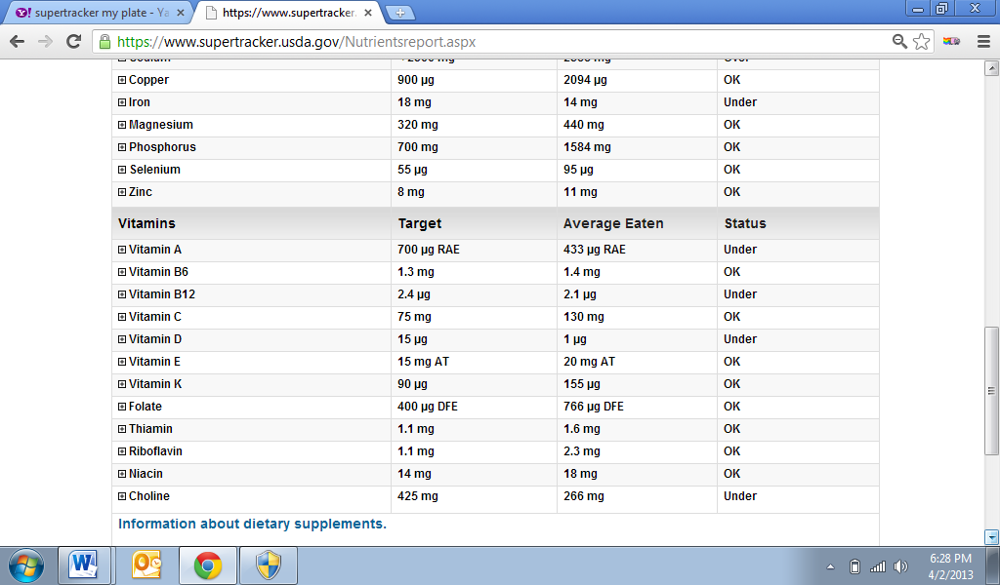 supertracker my plate - Ya
https://www.supertracker.
https://www.supertracker.usda.gov/Nutrientsreport.aspx
Copper 900 µg 2094 µg OK
Iron 18 mg 14 mg Under
Magnesium 320 mg 440 mg OK
Phosphorus 700 mg 1584 mg OK
Selenium 55 µg 95 µg OK
Zinc 8 mg 11 mg OK
Vitamins Target Average Eaten Status
Vitamin A 700 µg RAE 433 µg RAE Under
Vitamin B6 1.3 mg 1.4 mg OK
Vitamin B12 2.4 µg 2.1 µg Under
Vitamin C 75 mg 130 mg OK
Vitamin D 15 µg 1 µg Under
Vitamin E 15 mg AT 20 mg AT OK
Vitamin K 90 µg 155 µg OK
Folate 400 µg DFE 766 µg DFE OK
Thiamin 1.1 mg 1.6 mg OK
Riboflavin 1.1 mg 2.3 mg OK
Niacin 14 mg 18 mg OK
Choline 425 mg 266 mg Under
Information about dietary supplements.
6:28 PM
4/2/2013